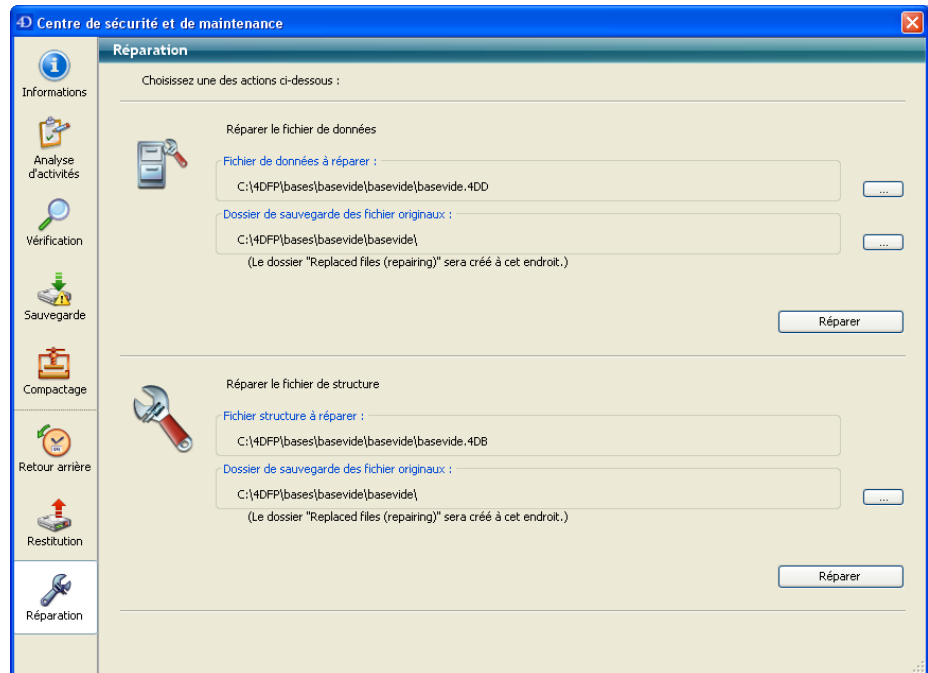 4D Centre de sécurité et de maintenance
Réparation
Informations
Analyse
d'activités
Vérification
Sauvegarde
Compactage
Retour arrière
Restitution
Réparation
Choisissez une des actions ci-dessous :
Réparer le fichier de données
Fichier de données à réparer :
C:\4DFP\bases\basevide\basevide\basevide.4DD
...
Dossier de sauvegarde des fichier originaux :
C:\4DFP\bases\basevide\basevide\
...
(Le dossier "Replaced files (repairing)" sera créé à cet endroit.)
Réparer
Réparer le fichier de structure
Fichier structure à réparer :
C:\4DFP\bases\basevide\basevide\basevide.4DB
Dossier de sauvegarde des fichier originaux :
C:\4DFP\bases\basevide\basevide\
...
(Le dossier "Replaced files (repairing)" sera créé à cet endroit.)
Réparer